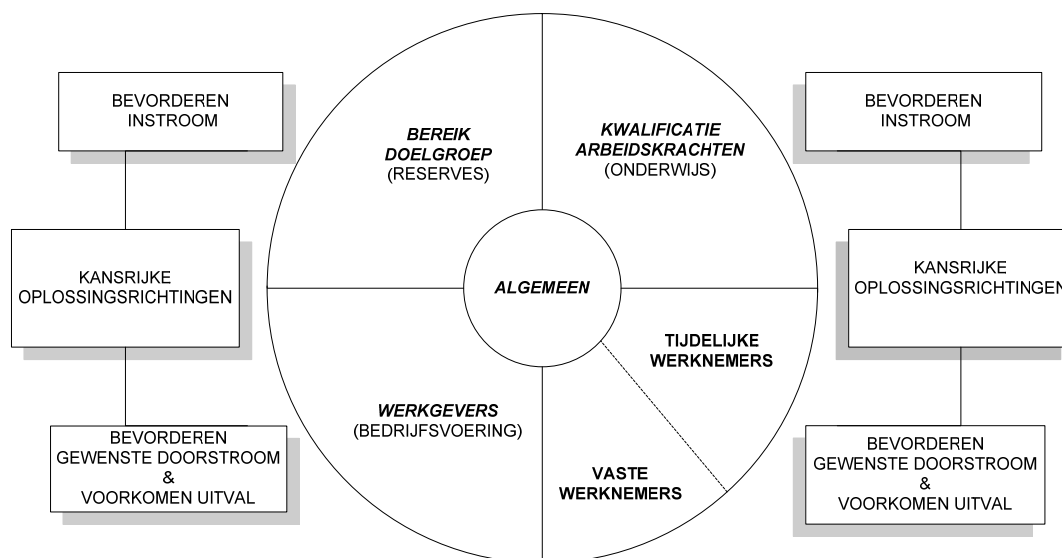 BEVORDEREN
INSTROOM
KANSRIJKE
OPLOSSINGSRICHTINGEN
BEVORDEREN
GEWENSTE DOORSTROOM
&
VOORKOMEN UITVAL
BEREIK
DOELGROEP
(RESERVES)
KWALIFICATIE
ARBEIDSKRACHTEN
(ONDERWIJS)
ALGEMEEN
WERKGEVERS
(BEDRIJFSVOERING)
TIJDELIJKE
WERKNEMERS
VASTE
WERKNEMERS
BEVORDEREN
INSTROOM
KANSRIJKE
OPLOSSINGSRICHTINGEN
BEVORDEREN
GEWENSTE DOORSTROOM
&
VOORKOMEN UITVAL